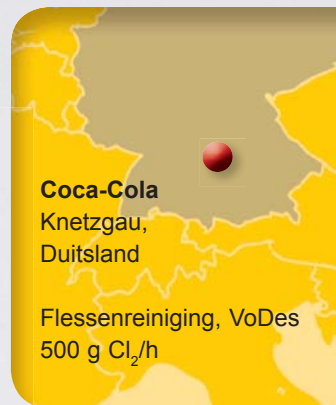 Coca-Cola
Knetzgau,
Duitsland
Flessenreiniging, VoDes
500 g Cl₂/h